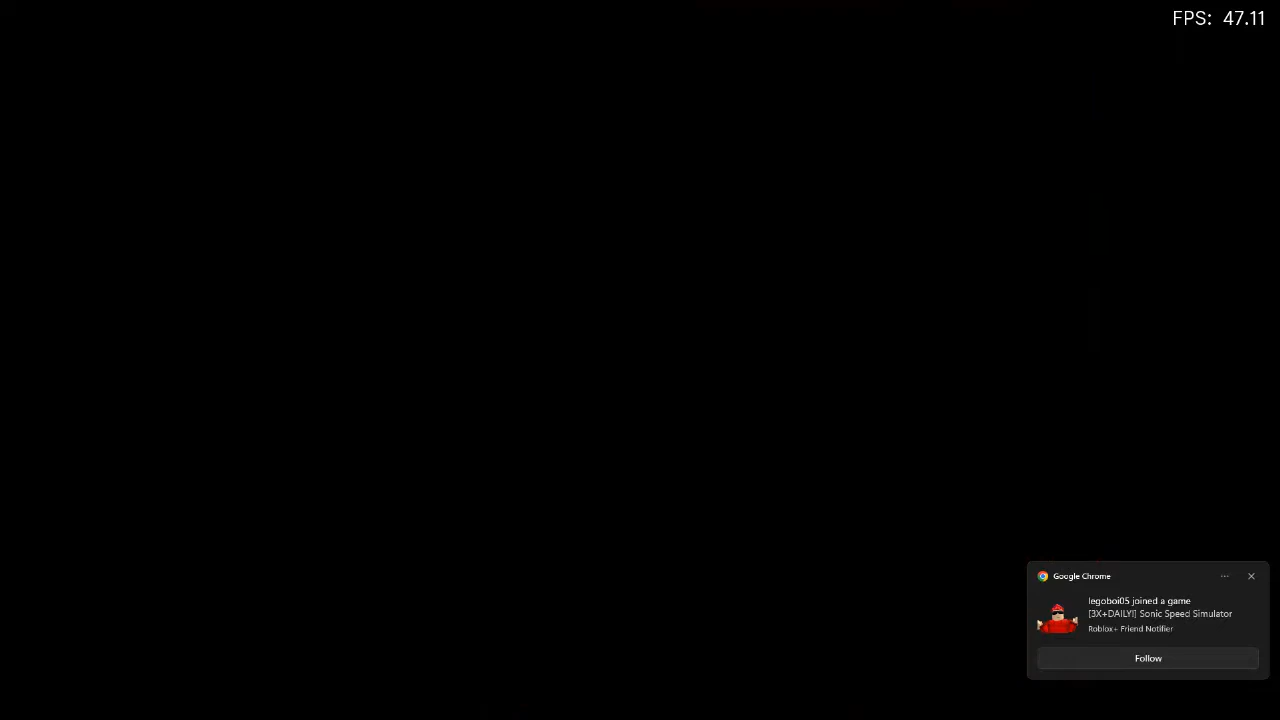 FPS: 47.11
Google Chrome
legoboi05 joined a game
[3X+DAILY!] Sonic Speed Simulator
Roblox+ Friend Notifier
Follow